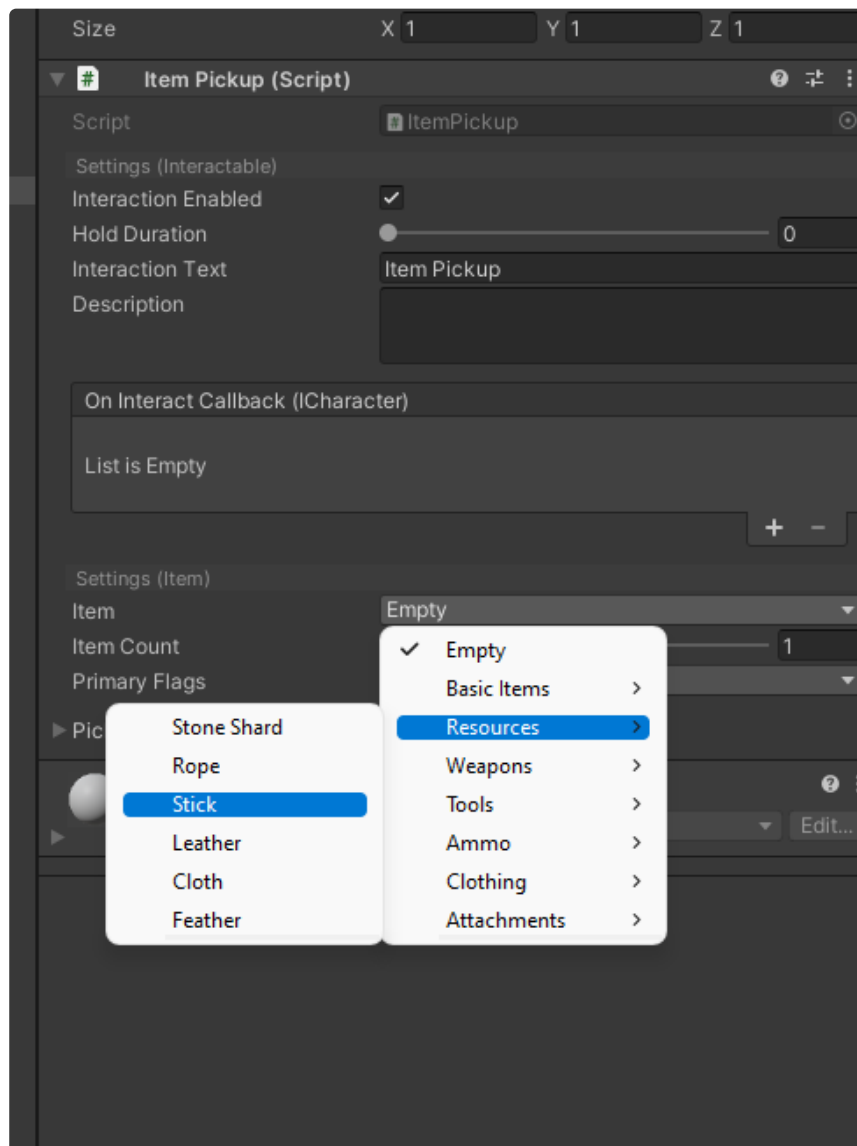 Size X 1 Y 1 Z 1
# Item Pickup (Script)
Script # ItemPickup
Settings (Interactable)
Interaction Enabled
Hold Duration 0
Interaction Text Item Pickup
Description
On Interact Callback (ICharacter)
List is Empty
+ −
Settings (Item)
Item Empty
Item Count 1
Primary Flags
Pic
Edit...
Empty
Basic Items
Resources
Weapons
Tools
Ammo
Clothing
Attachments
Stone Shard
Rope
Stick
Leather
Cloth
Feather